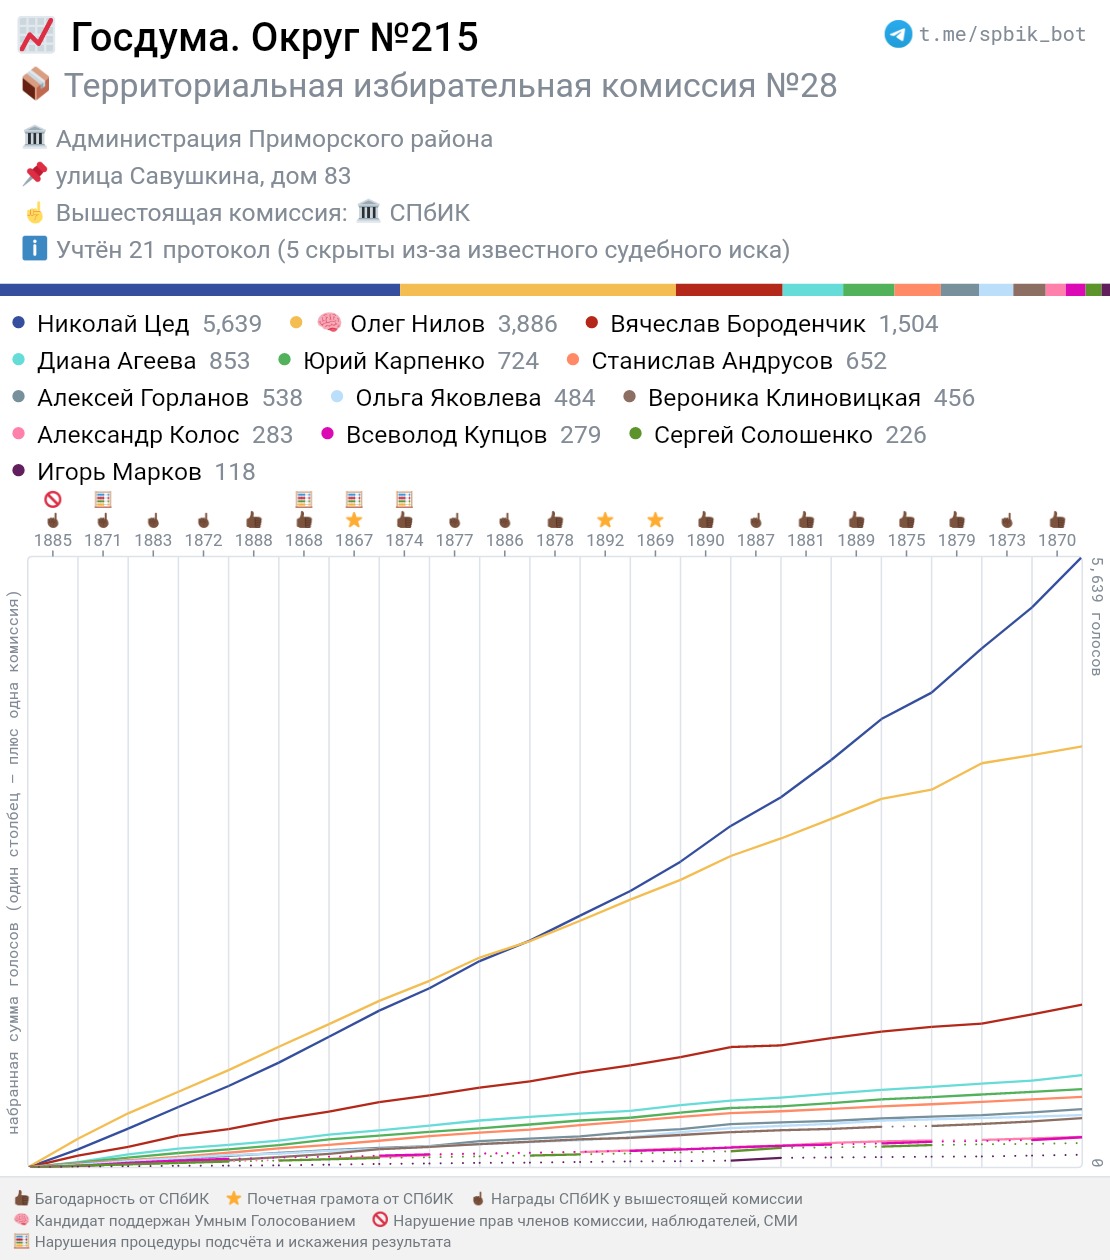 Госдума. Округ №215
t.me/spbik_bot
Территориальная избирательная комиссия №28
Администрация Приморского района
улица Савушкина, дом 83
Вышестоящая комиссия: СПбИК
Учтён 21 протокол (5 скрыты из-за известного судебного иска)
Николай Цед 5,639 Олег Нилов 3,886 Вячеслав Бороденчик 1,504
Диана Агеева 853 Юрий Карпенко 724 Станислав Андрусов 652
Алексей Горланов 538 Ольга Яковлева 484 Вероника Клиновицкая 456
Александр Колос 283 Всеволод Купцов 279 Сергей Солошенко 226
Игорь Марков 118
1885 1871 1883 1872 1888 1868 1867 1874 1877 1886 1878 1892 1869 1890 1887 1881 1889 1875 1879 1873 1870
набранная сумма голосов (один столбец — плюс одна комиссия)
5,639 голосов
0
Багодарность от СПбИК Почетная грамота от СПбИК Награды СПбИК у вышестоящей комиссии
Кандидат поддержан Умным Голосованием Нарушение прав членов комиссии, наблюдателей, СМИ
Нарушения процедуры подсчёта и искажения результата